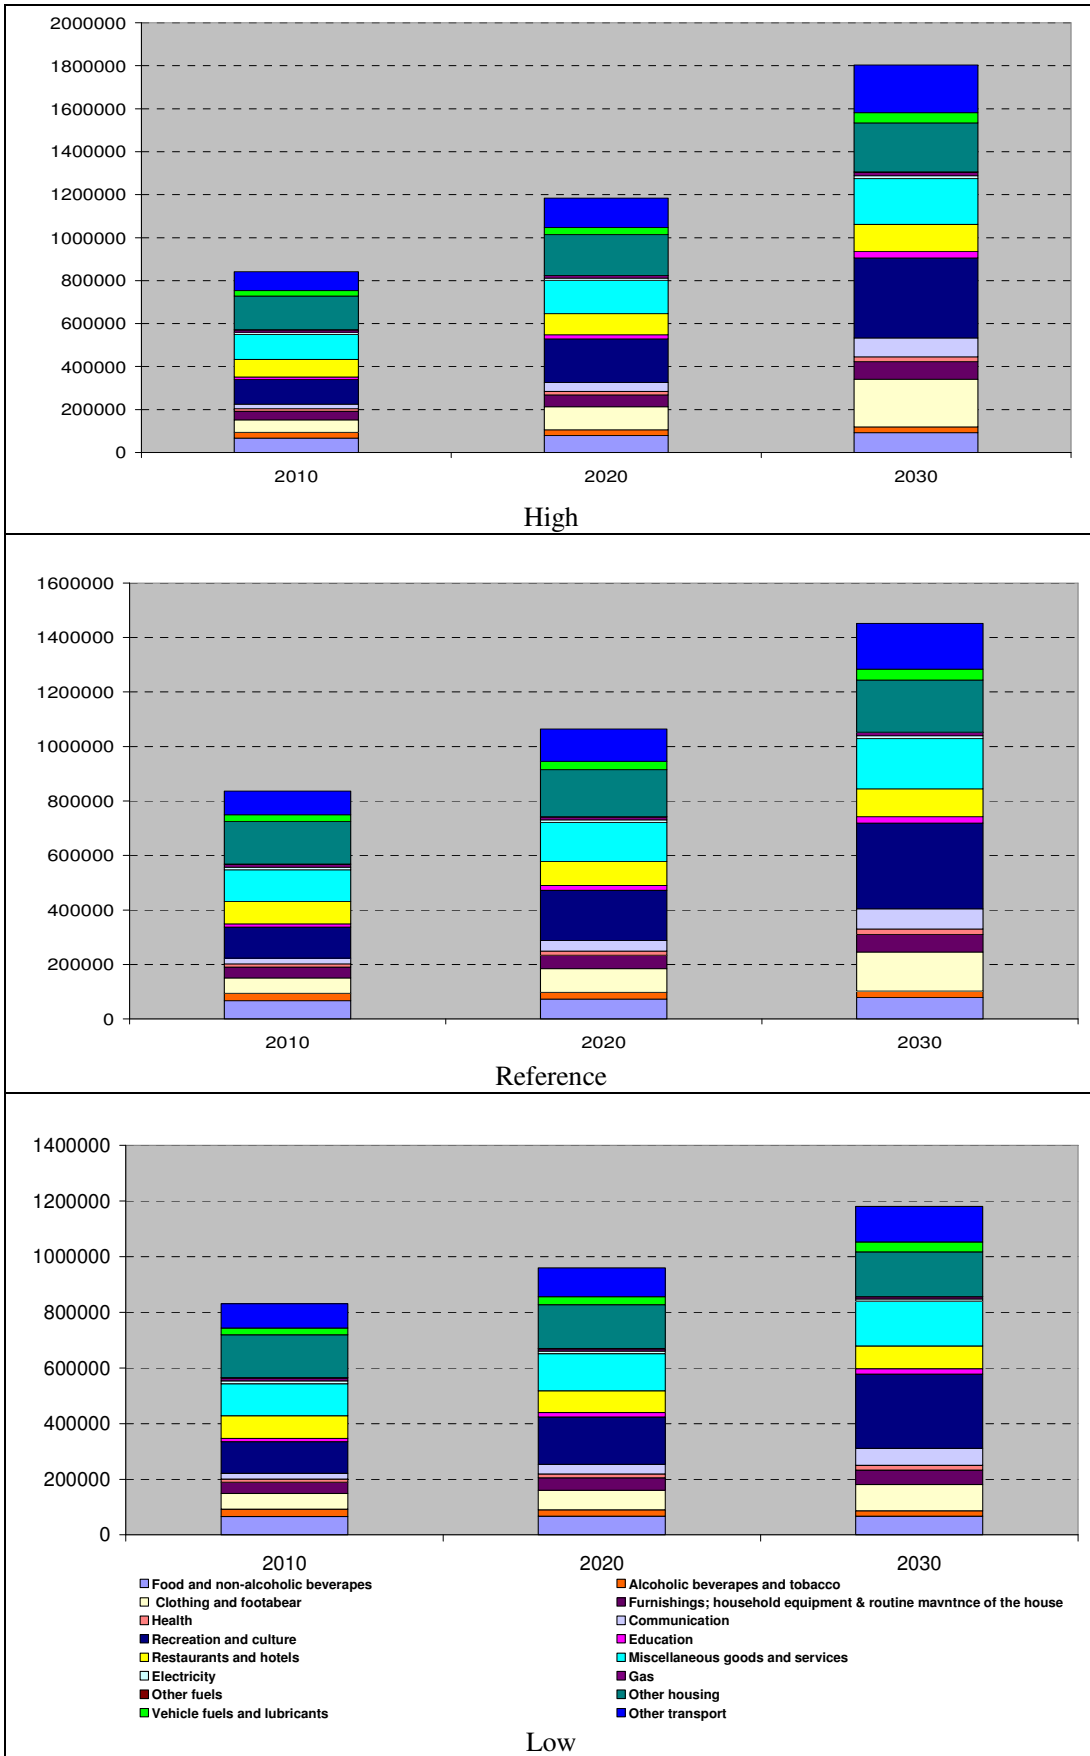 2000000
1800000
1600000
1400000
1200000
1000000
800000
600000
400000
200000
0
2010 2020 2030
High
1600000
1400000
1200000
1000000
800000
600000
400000
200000
0
2010 2020 2030
Reference
1400000
1200000
1000000
800000
600000
400000
200000
0
2010 2020 2030
Food and non-alcoholic beverapes Alcoholic beverapes and tobacco
Clothing and footabear Furnishings; household equipment & routine mavntnce of the house
Health Communication
Recreation and culture Education
Restaurants and hotels Miscellaneous goods and services
Electricity Gas
Other fuels Other housing
Vehicle fuels and lubricants Other transport
Low